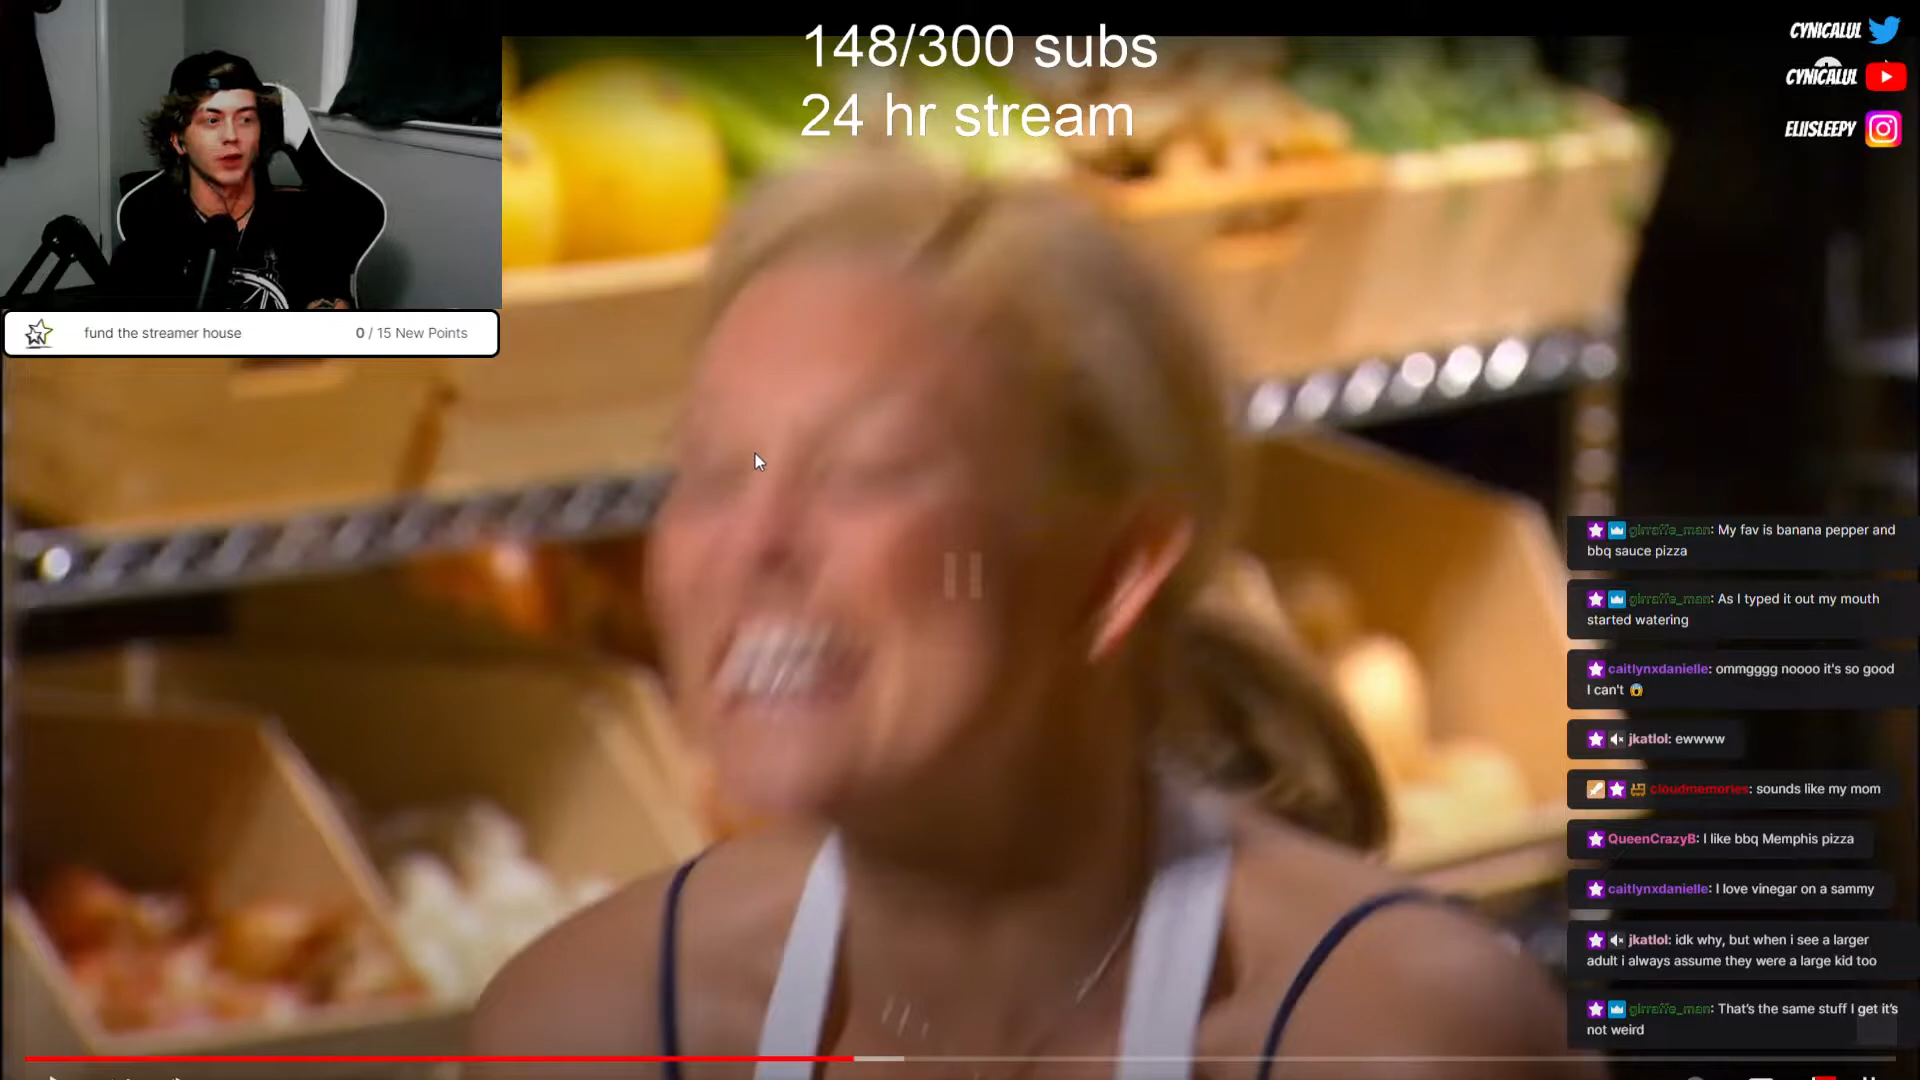 148/300 subs
24 hr stream
CYNICALUL
CYNICALUL
ELIISLEEPY
fund the streamer house 0 / 15 New Points
girraffe_man: My fav is banana pepper and
bbq sauce pizza
girraffe_man: As I typed it out my mouth
started watering
caitlynxdanielle: ommgggg noooo it's so good
I can't 😱
jkatlol: ewwww
cloudmemories: sounds like my mom
QueenCrazyB: I like bbq Memphis pizza
caitlynxdanielle: I love vinegar on a sammy
jkatlol: idk why, but when i see a larger
adult i always assume they were a large kid too
girraffe_man: That's the same stuff I get it's
not weird